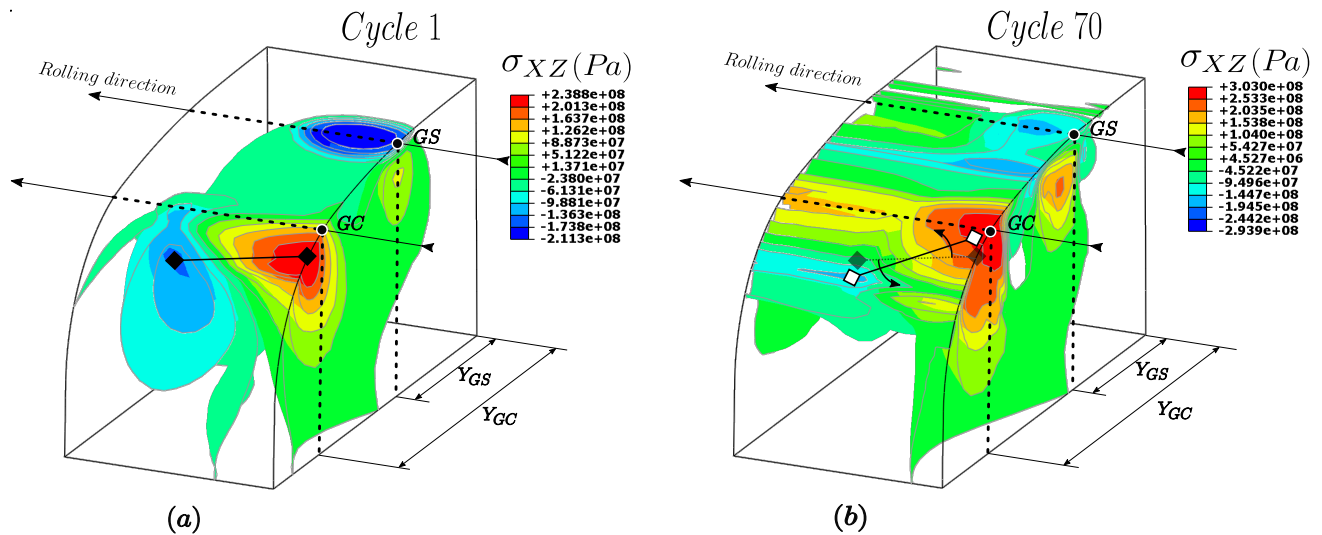 Cycle 1
Rolling direction
σXZ(Pa)
+2.388e+08
+2.013e+08
+1.637e+08
+1.262e+08
+8.873e+07
+5.122e+07
+1.371e+07
-2.380e+07
-6.131e+07
-9.881e+07
-1.363e+08
-1.738e+08
-2.113e+08
GS
GC
YGS
YGC
(a)
Cycle 70
Rolling direction
σXZ(Pa)
+3.030e+08
+2.533e+08
+2.035e+08
+1.538e+08
+1.040e+08
+5.427e+07
+4.527e+06
-4.522e+07
-9.496e+07
-1.447e+08
-1.945e+08
-2.442e+08
-2.939e+08
GS
GC
YGS
YGC
(b)